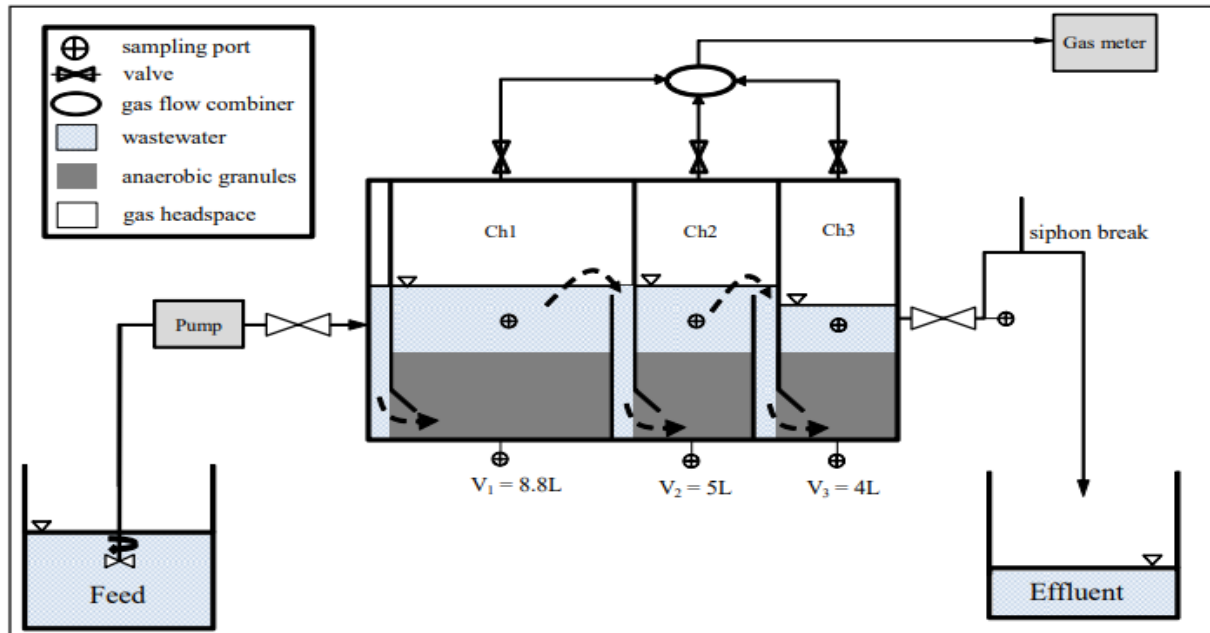 sampling port
valve
gas flow combiner
wastewater
anaerobic granules
gas headspace
Gas meter
Ch1
Ch2
Ch3
siphon break
Pump
V₁ = 8.8L
V₂ = 5L
V₃ = 4L
Feed
Effluent